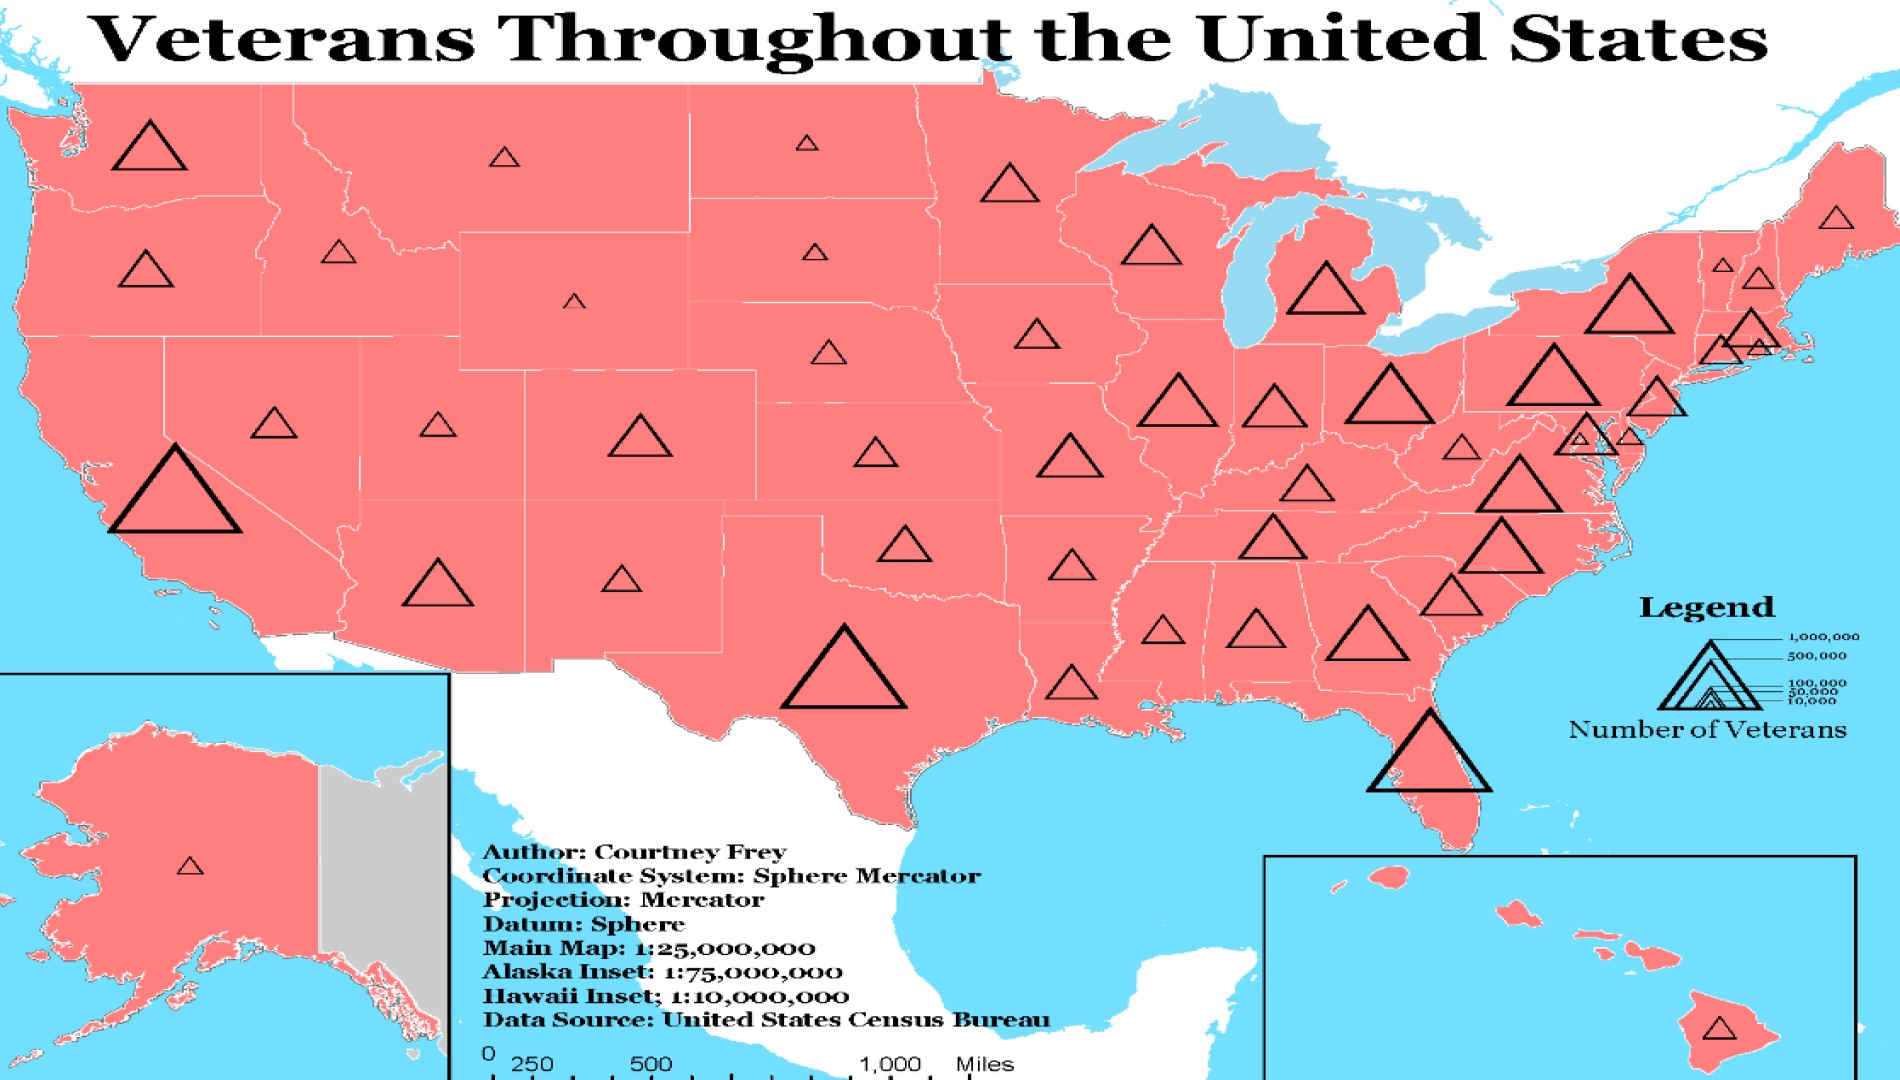 Veterans Throughout the United States
Legend
1,000,000
500,000
100,000
50,000
10,000
Number of Veterans
Author: Courtney Frey
Coordinate System: Sphere Mercator
Projection: Mercator
Datum: Sphere
Main Map: 1:25,000,000
Alaska Inset: 1:75,000,000
Hawaii Inset; 1:10,000,000
Data Source: United States Census Bureau
0 250 500 1,000 Miles